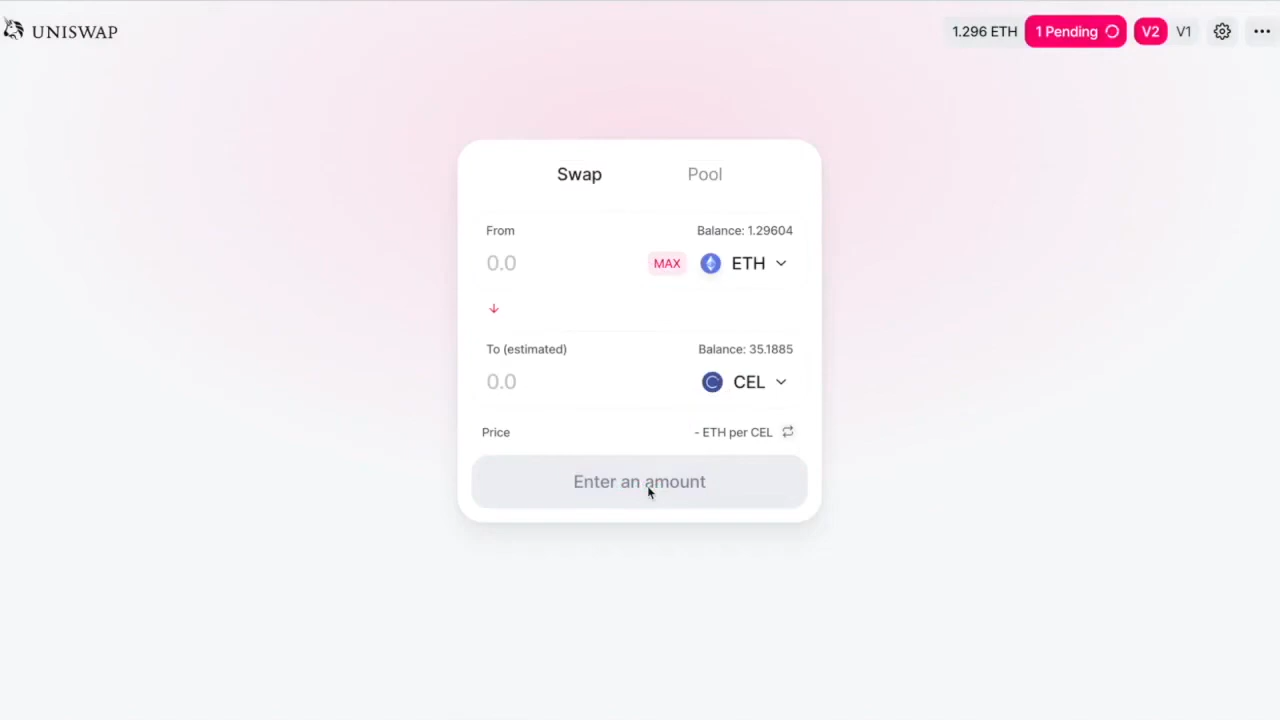 UNISWAP
1.296 ETH 1 Pending V2 V1
Swap Pool
From Balance: 1.29604
0.0 MAX ETH
To (estimated) Balance: 35.1885
0.0 CEL
Price - ETH per CEL
Enter an amount